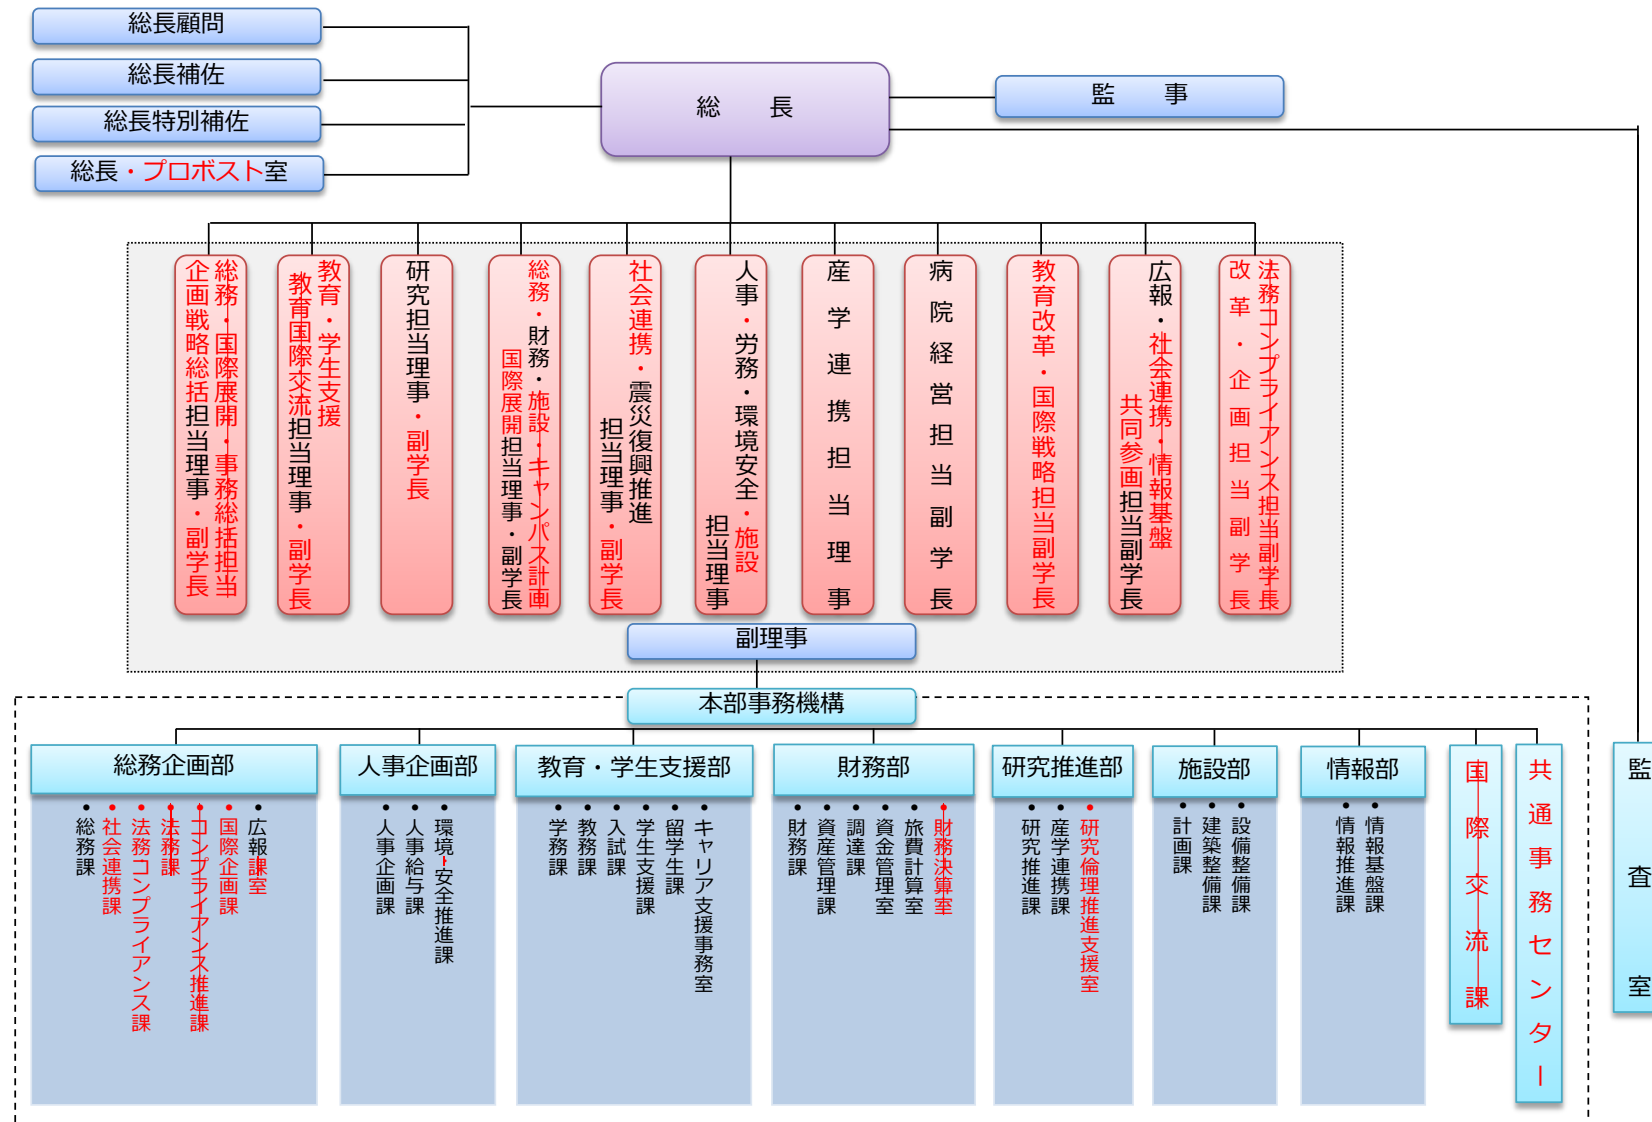 総長顧問
総長補佐
総長特別補佐
総長・プロボスト室
総　長
監　事
総務・国際展開・事務総括担当
企画戦略総括担当理事・副学長
教育・学生支援
教育国際交流担当理事・副学長
研究担当理事・副学長
総務・財務・施設・キャンパス計画
国際展開担当理事・副学長
社会連携・震災復興推進
担当理事・副学長
人事・労務・環境安全・施設
担当理事
産学連携担当理事
病院経営担当副学長
教育改革・国際戦略担当副学長
広報・社会連携・情報基盤
共同参画担当副学長
法務コンプライアンス担当副学長
改革・企画担当副学長
副理事
本部事務機構
総務企画部
・総務課
・社会連携課
・法務コンプライアンス課
・法務課
・コンプライアンス推進課
・国際企画課
・広報課室
人事企画部
・人事企画課
・人事給与課
・環境・安全推進課
教育・学生支援部
・学務課
・教務課
・入試課
・学生支援課
・留学生課
・キャリア支援事務室
財務部
・財務課
・資産管理課
・調達課
・資金管理室
・旅費計算室
・財務決算室
研究推進部
・研究推進課
・産学連携課
・研究倫理推進支援室
施設部
・計画課
・建築整備課
・設備整備課
情報部
・情報推進課
・情報基盤課
国際交流課
共通事務センター
監査室